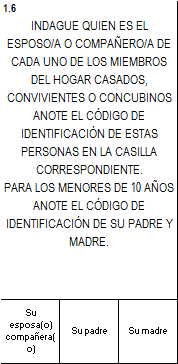 1.6
INDAGUE QUIEN ES EL
ESPOSO/A O COMPAÑERO/A DE
CADA UNO DE LOS MIEMBROS
DEL HOGAR CASADOS,
CONVIVIENTES O CONCUBINOS
ANOTE EL CÓDIGO DE
IDENTIFICACIÓN DE ESTAS
PERSONAS EN LA CASILLA
CORRESPONDIENTE.
PARA LOS MENORES DE 10 AÑOS
ANOTE EL CÓDIGO DE
IDENTIFICACIÓN DE SU PADRE Y
MADRE.
Su
esposa(o)
compañera(
o)
Su padre
Su madre